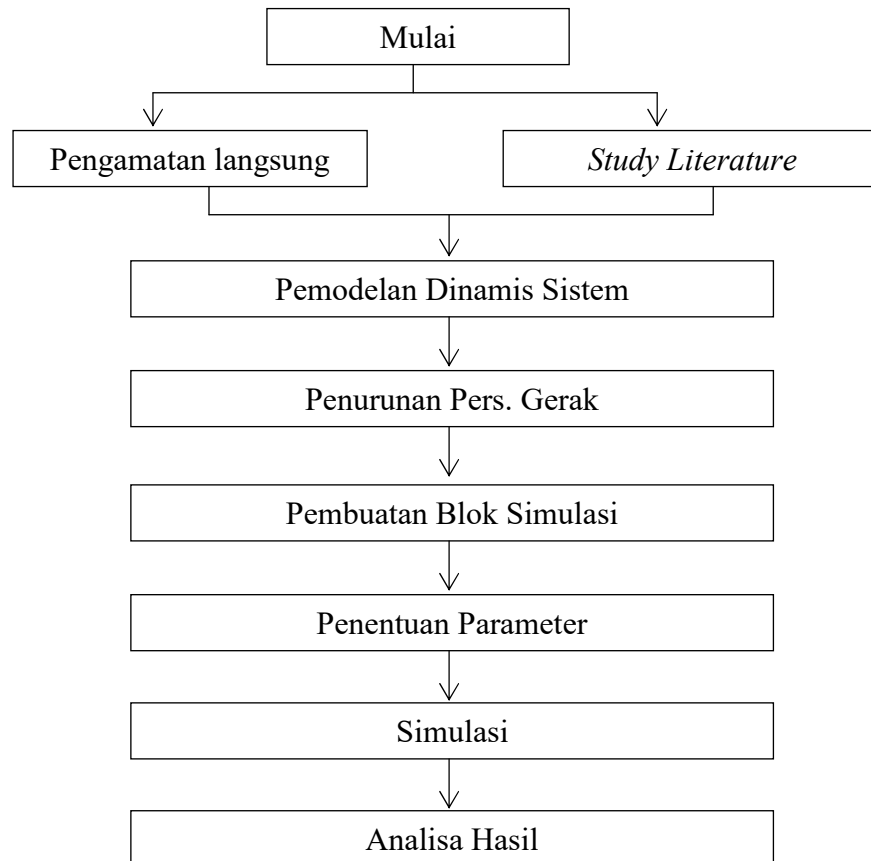 Mulai
Pengamatan langsung
Study Literature
Pemodelan Dinamis Sistem
Penurunan Pers. Gerak
Pembuatan Blok Simulasi
Penentuan Parameter
Simulasi
Analisa Hasil